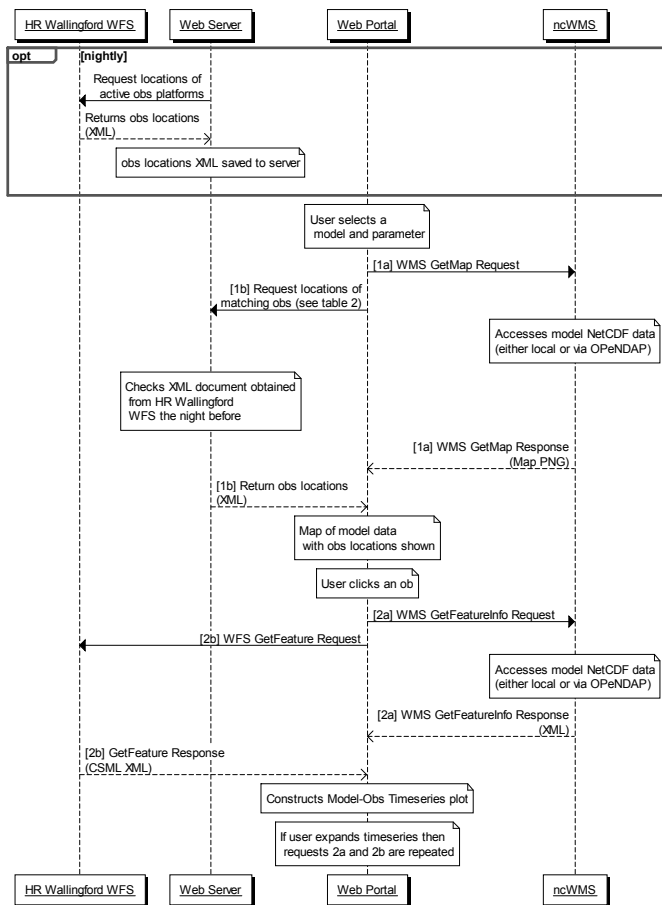 HR Wallingford WFS
Web Server
Web Portal
ncWMS
opt
[nightly]
Request locations of
active obs platforms
Returns obs locations
(XML)
obs locations XML saved to server
User selects a
model and parameter
[1a] WMS GetMap Request
[1b] Request locations of
matching obs (see table 2)
Accesses model NetCDF data
(either local or via OPeNDAP)
Checks XML document obtained
from HR Wallingford
WFS the night before
[1a] WMS GetMap Response
(Map PNG)
[1b] Return obs locations
(XML)
Map of model data
with obs locations shown
User clicks an ob
[2a] WMS GetFeatureInfo Request
[2b] WFS GetFeature Request
Accesses model NetCDF data
(either local or via OPeNDAP)
[2a] WMS GetFeatureInfo Response
(XML)
[2b] GetFeature Response
(CSML XML)
Constructs Model-Obs Timeseries plot
If user expands timeseries then
requests 2a and 2b are repeated
HR Wallingford WFS
Web Server
Web Portal
ncWMS